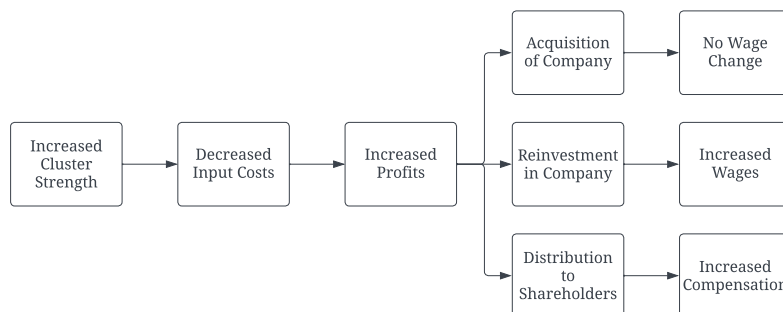 Acquisition
of Company
No Wage
Change
Increased
Cluster
Strength
Decreased
Input Costs
Increased
Profits
Reinvestment
in Company
Increased
Wages
Distribution
to
Shareholders
Increased
Compensation